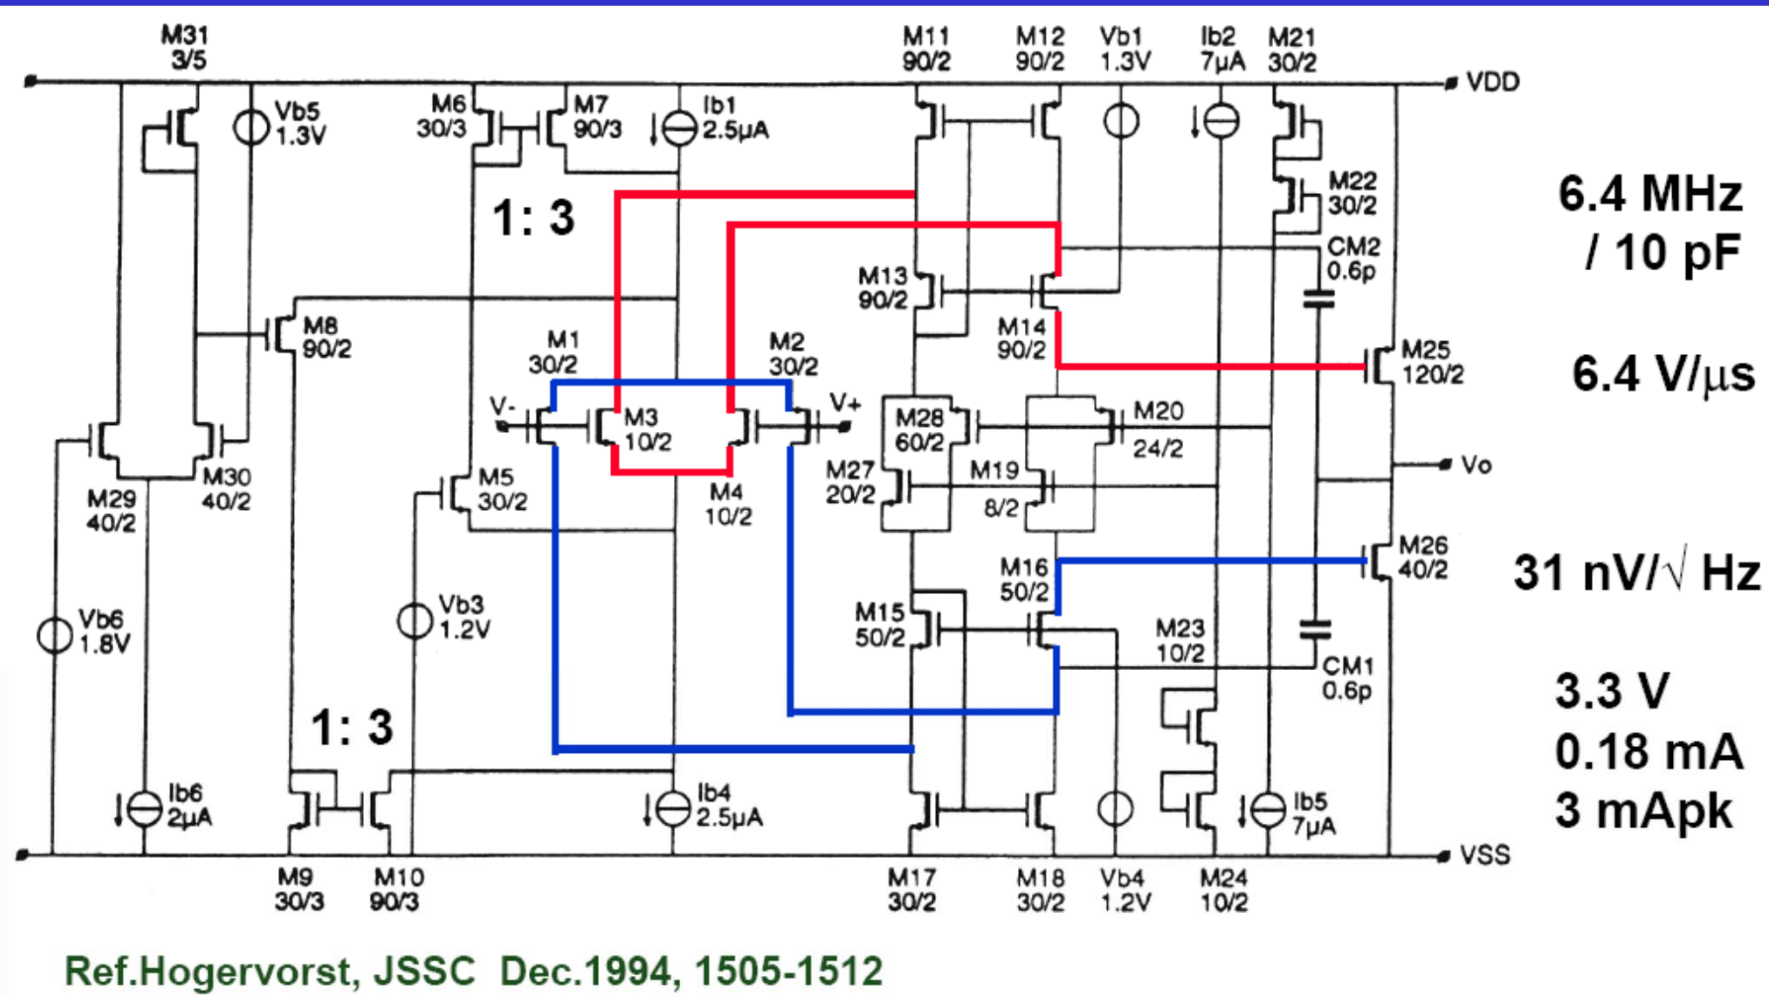 M31
3/5
M11
90/2
M12
90/2
Vb1
1.3V
Ib2
7µA
M21
30/2
VDD
Vb5
1.3V
M6
30/3
M7
90/3
Ib1
2.5µA
M22
30/2
6.4 MHz
/ 10 pF
1: 3
CM2
0.6p
M13
90/2
M8
90/2
M1
30/2
M2
30/2
M14
90/2
M25
120/2
6.4 V/µs
V-
V+
M3
10/2
M28
60/2
M20
24/2
M29
40/2
M30
40/2
M5
30/2
M4
10/2
M27
20/2
M19
8/2
Vo
M16
50/2
M26
40/2
31 nV/√ Hz
Vb6
1.8V
Vb3
1.2V
M15
50/2
M23
10/2
CM1
0.6p
1: 3
3.3 V
0.18 mA
3 mApk
Ib6
2µA
Ib4
2.5µA
Ib5
7µA
VSS
M9
30/3
M10
90/3
M17
30/2
M18
30/2
Vb4
1.2V
M24
10/2
Ref.Hogervorst, JSSC Dec.1994, 1505-1512